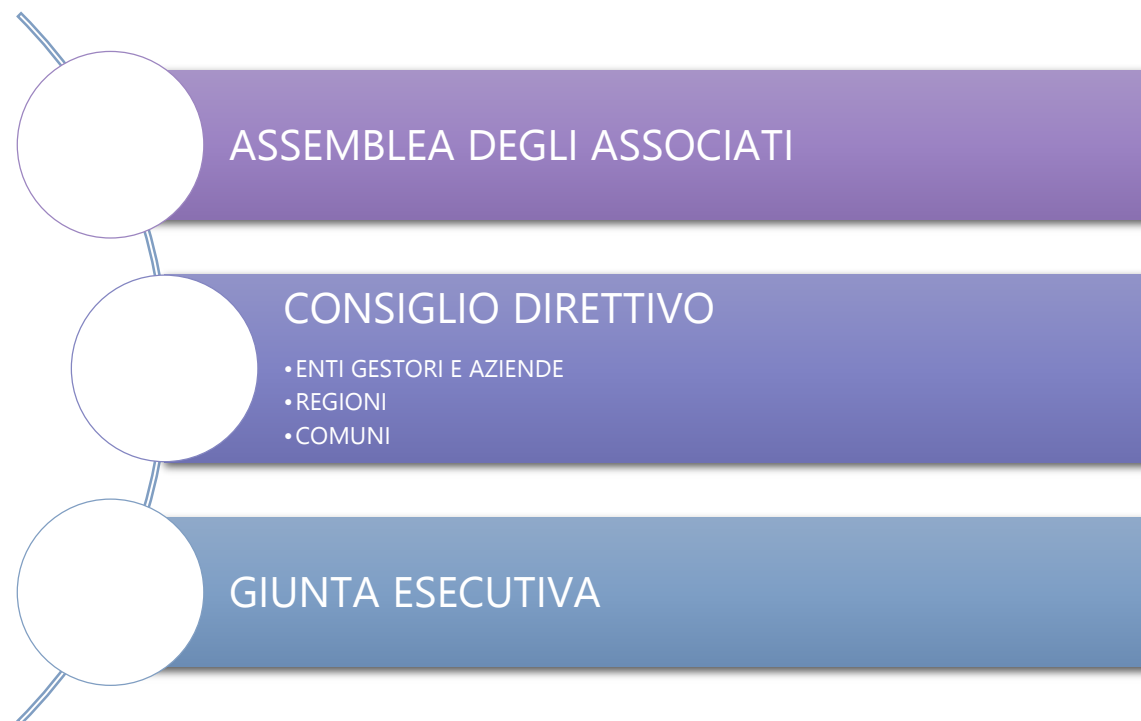 ASSEMBLEA DEGLI ASSOCIATI
CONSIGLIO DIRETTIVO
•ENTI GESTORI E AZIENDE
•REGIONI
•COMUNI
GIUNTA ESECUTIVA